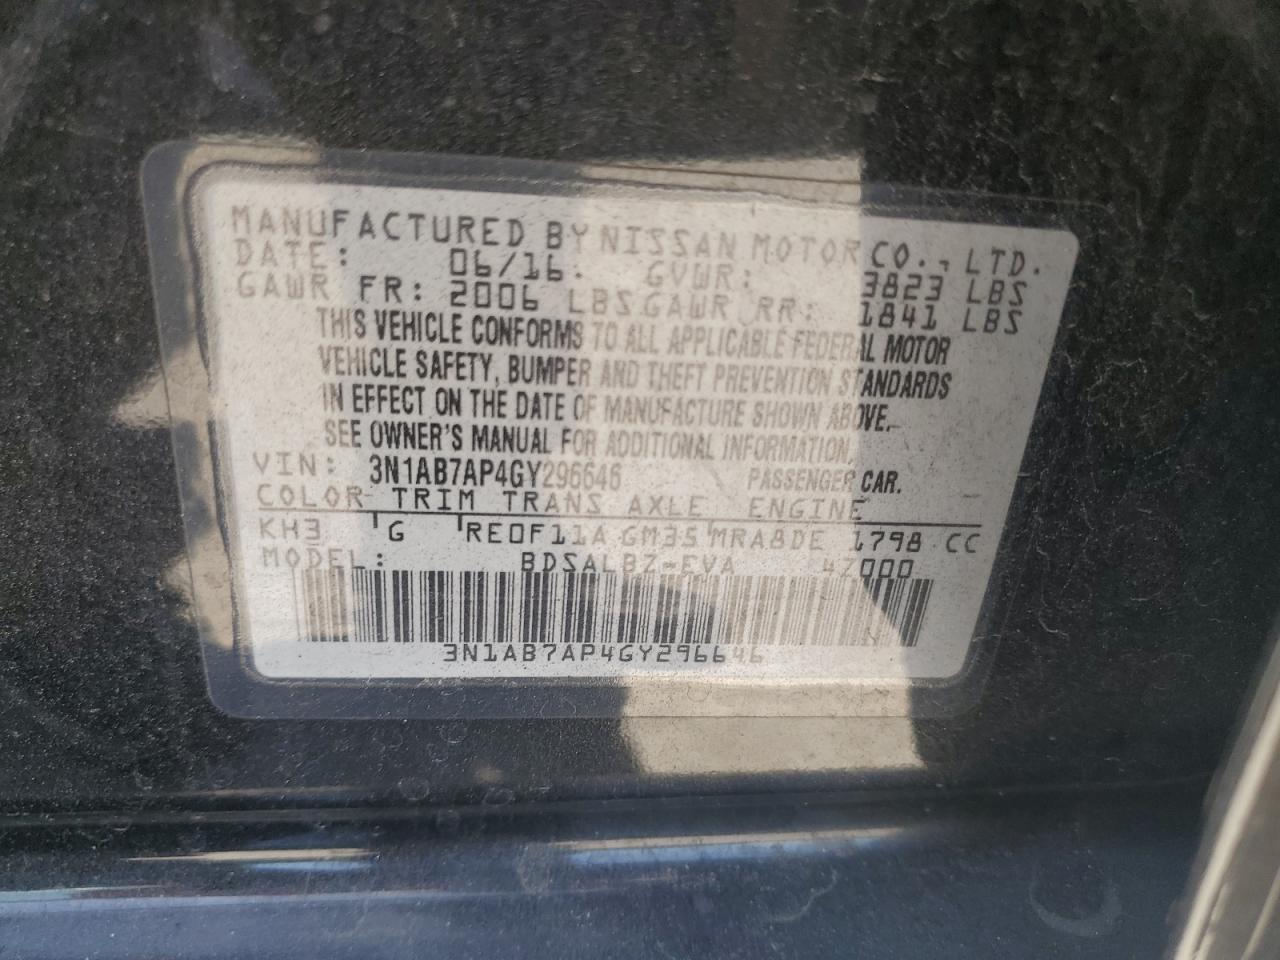 MANUFACTURED BY NISSAN MOTOR CO., LTD.
DATE: 06/16. GVWR: 3823 LBS
GAWR FR: 2006 LBS GAWR RR: 1841 LBS
THIS VEHICLE CONFORMS TO ALL APPLICABLE FEDERAL MOTOR
VEHICLE SAFETY, BUMPER AND THEFT PREVENTION STANDARDS
IN EFFECT ON THE DATE OF MANUFACTURE SHOWN ABOVE.
SEE OWNER'S MANUAL FOR ADDITIONAL INFORMATION.
VIN: 3N1AB7AP4GY296646 PASSENGER CAR.
COLOR TRIM TRANS AXLE ENGINE
KH3 G RE0F11A GM35 MRA8DE 1798 CC
MODEL: BDSALBZ-EVA 4Z000
3N1AB7AP4GY296646